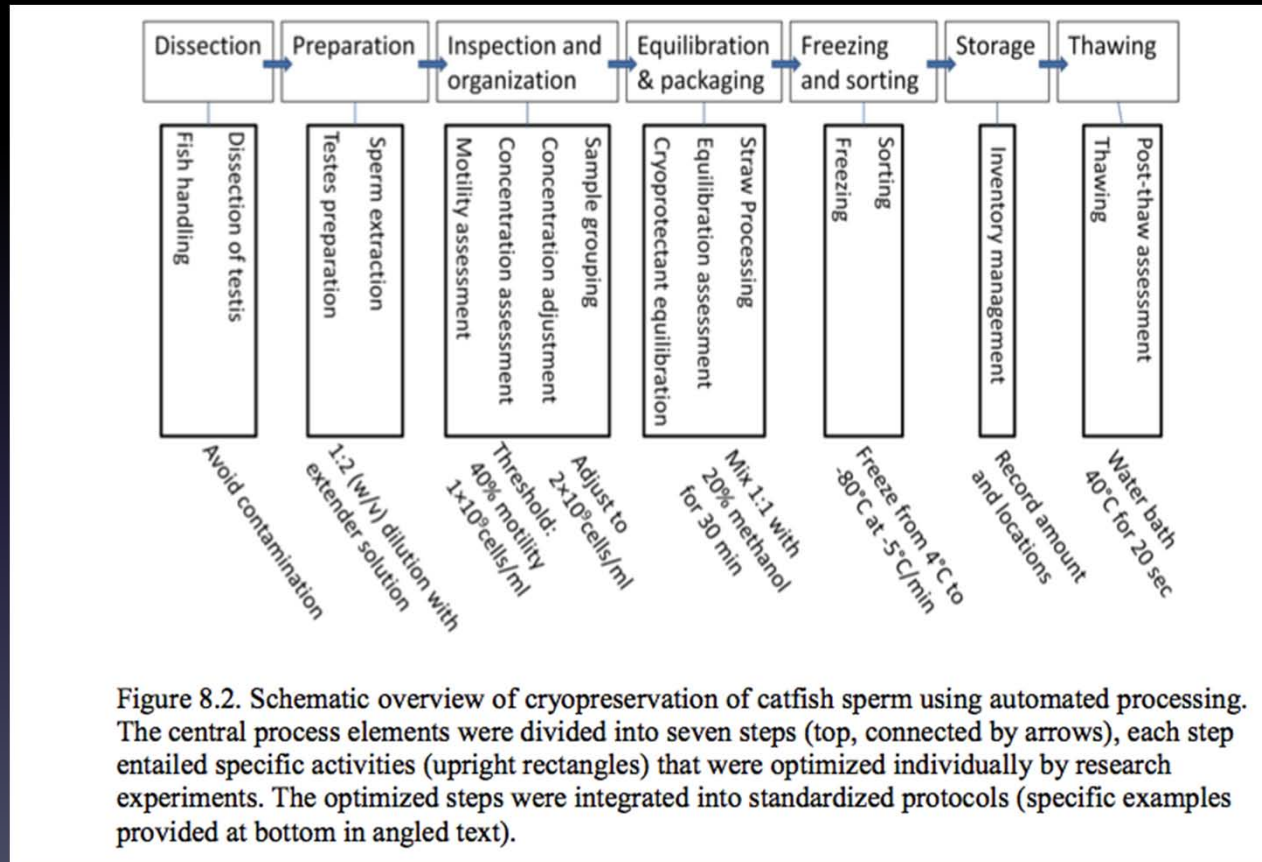 Dissection
Preparation
Inspection and
organization
Equilibration
& packaging
Freezing
and sorting
Storage
Thawing
Dissection of testis
Fish handling
Sperm extraction
Testes preparation
Sample grouping
Concentration adjustment
Concentration assessment
Motility assessment
Straw Processing
Equilibration assessment
Cryoprotectant equilibration
Sorting
Freezing
Inventory management
Post-thaw assessment
Thawing
Avoid contamination
1:2 (w/v) dilution with
extender solution
Adjust to
2×10⁹cells/ml
Threshold:
40% motility
1×10⁹cells/ml
Mix 1:1 with
20% methanol
for 30 min
Freeze from 4°C to
-80°C at -5°C/min
Record amount
and locations
Water bath
40°C for 20 sec
Figure 8.2. Schematic overview of cryopreservation of catfish sperm using automated processing.
The central process elements were divided into seven steps (top, connected by arrows), each step
entailed specific activities (upright rectangles) that were optimized individually by research
experiments. The optimized steps were integrated into standardized protocols (specific examples
provided at bottom in angled text).